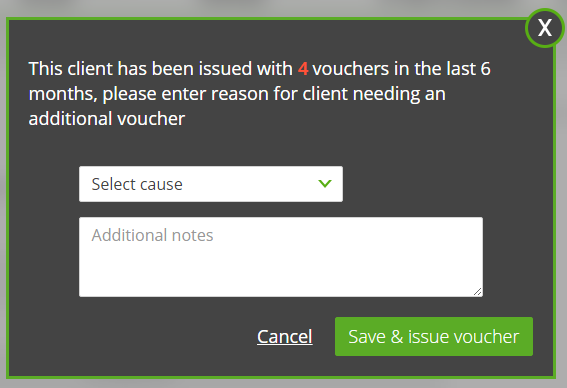 X
This client has been issued with 4 vouchers in the last 6
months, please enter reason for client needing an
additional voucher
Select cause
Additional notes
Cancel Save & issue voucher